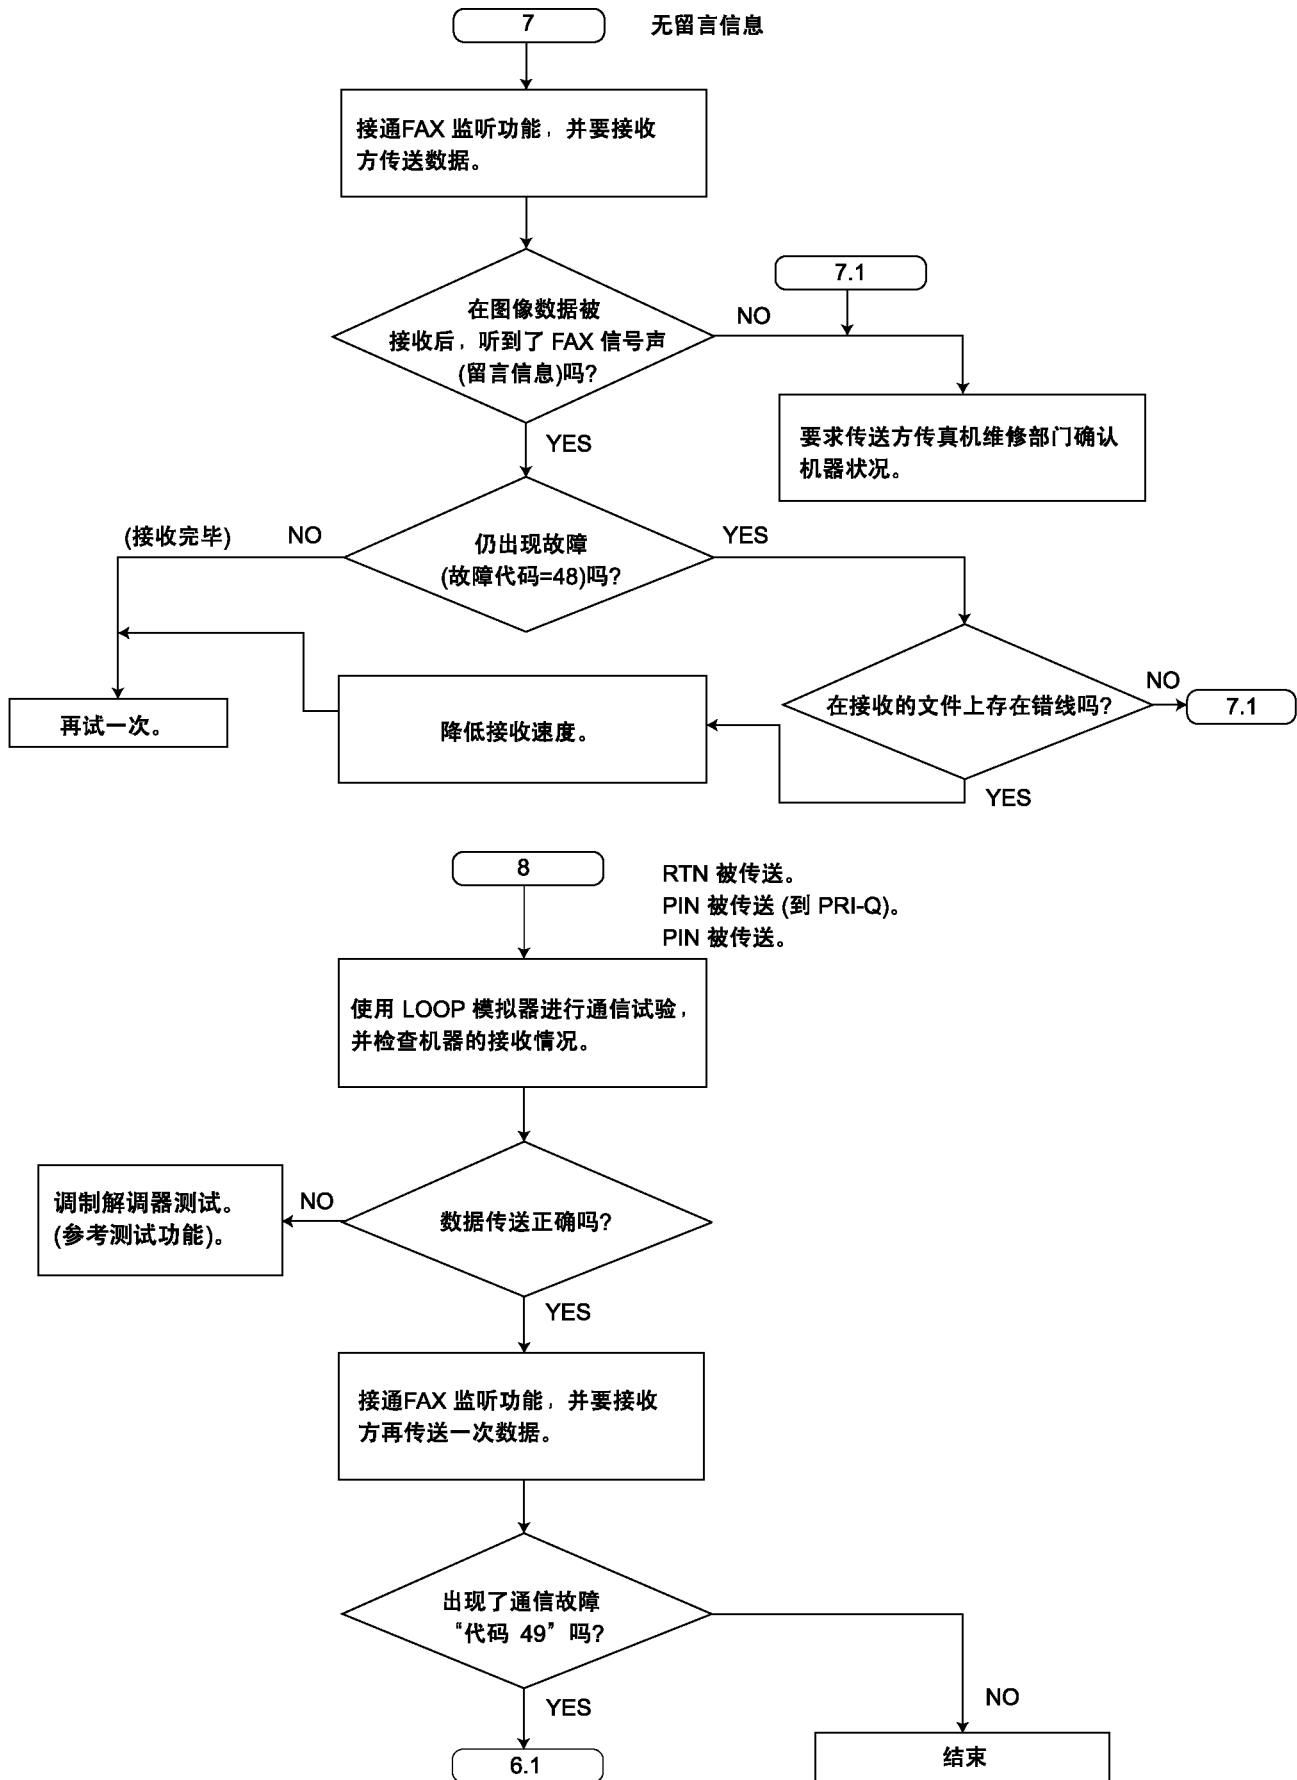 7
无留言信息
接通FAX 监听功能，并要接收
方传送数据。
7.1
在图像数据被
接收后，听到了 FAX 信号声
(留言信息)吗?
NO
要求传送方传真机维修部门确认
机器状况。
YES
(接收完毕)
NO
仍出现故障
(故障代码=48)吗?
YES
再试一次。
降低接收速度。
在接收的文件上存在错线吗?
NO
7.1
YES
8
RTN 被传送。
PIN 被传送 (到 PRI-Q)。
PIN 被传送。
使用 LOOP 模拟器进行通信试验，
并检查机器的接收情况。
调制解调器测试。
(参考测试功能)。
NO
数据传送正确吗?
YES
接通FAX 监听功能，并要接收
方再传送一次数据。
出现了通信故障
“代码 49”吗?
YES
NO
6.1
结束